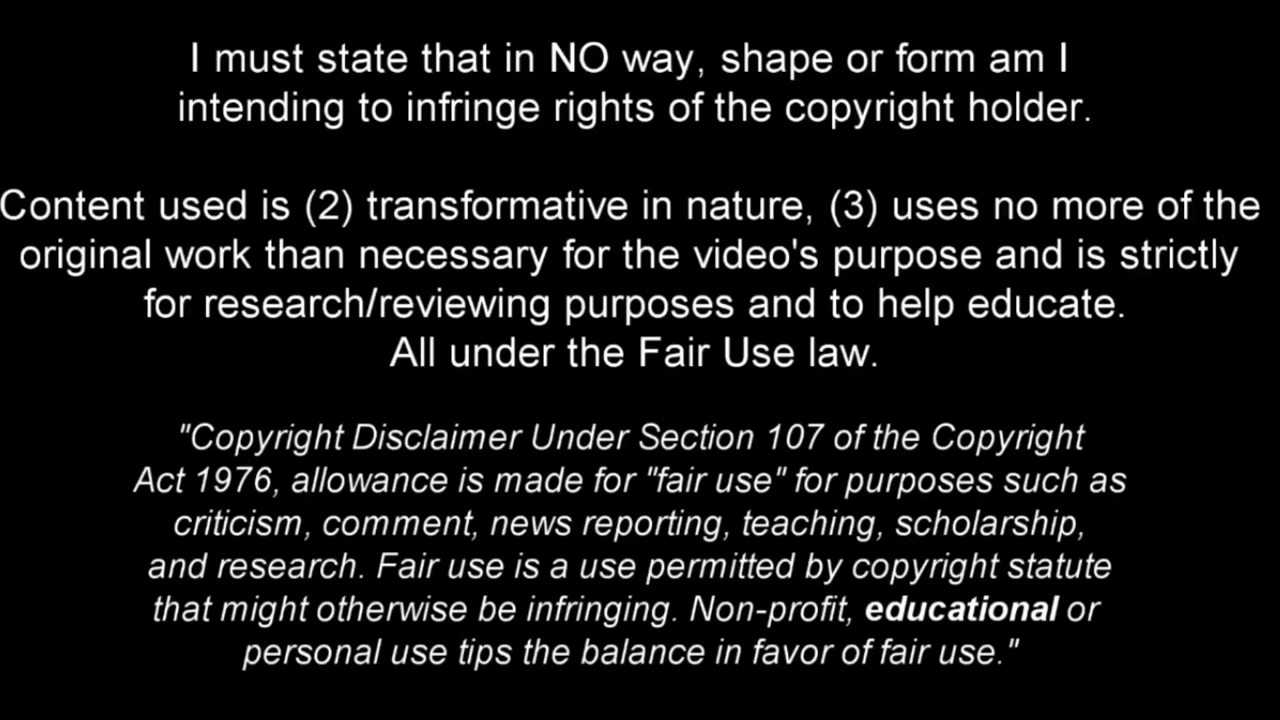 I must state that in NO way, shape or form am I
intending to infringe rights of the copyright holder.
Content used is (2) transformative in nature, (3) uses no more of the
original work than necessary for the video's purpose and is strictly
for research/reviewing purposes and to help educate.
All under the Fair Use law.
"Copyright Disclaimer Under Section 107 of the Copyright
Act 1976, allowance is made for "fair use" for purposes such as
criticism, comment, news reporting, teaching, scholarship,
and research. Fair use is a use permitted by copyright statute
that might otherwise be infringing. Non-profit, educational or
personal use tips the balance in favor of fair use."